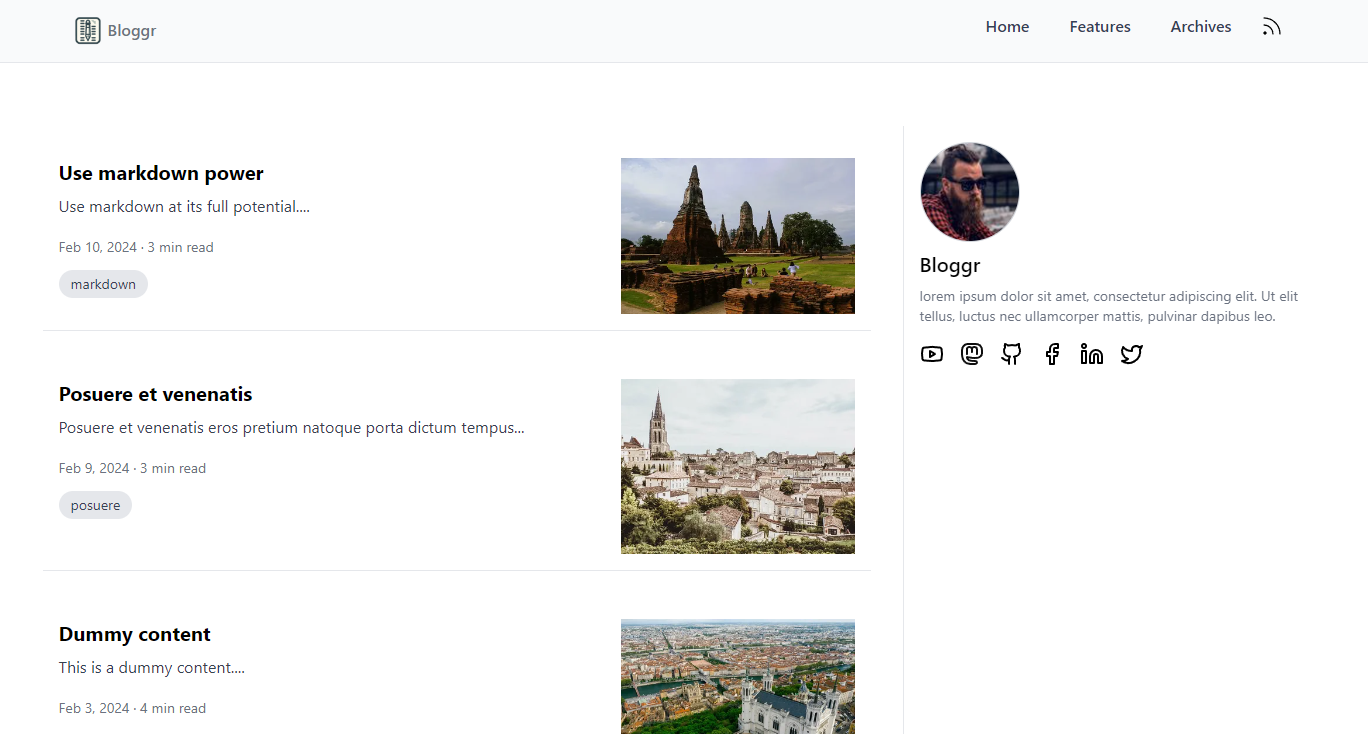 Bloggr
Home
Features
Archives
Use markdown power
Use markdown at its full potential....
Feb 10, 2024 · 3 min read
markdown
Posuere et venenatis
Posuere et venenatis eros pretium natoque porta dictum tempus...
Feb 9, 2024 · 3 min read
posuere
Dummy content
This is a dummy content....
Feb 3, 2024 · 4 min read
Bloggr
lorem ipsum dolor sit amet, consectetur adipiscing elit. Ut elit
tellus, luctus nec ullamcorper mattis, pulvinar dapibus leo.